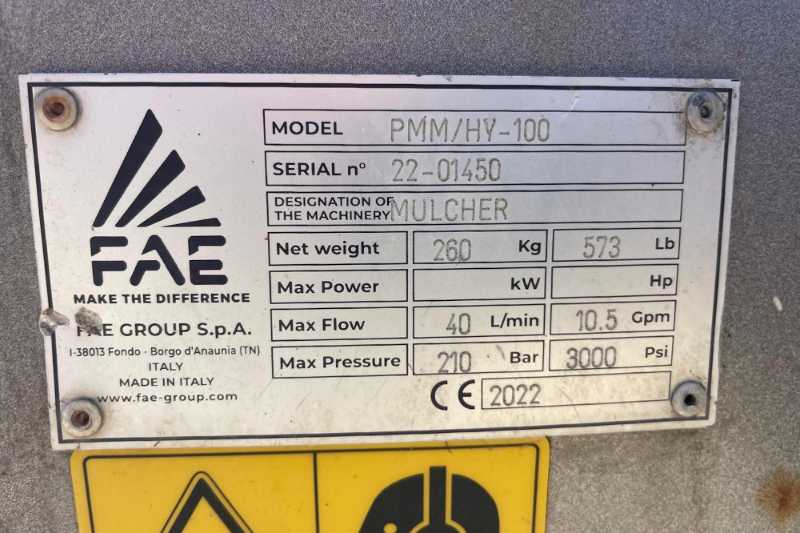 FAE
MAKE THE DIFFERENCE
FAE GROUP S.p.A.
I-38013 Fondo - Borgo d'Anaunia (TN)
ITALY
MADE IN ITALY
www.fae-group.com
MODEL PMM/HY-100
SERIAL n° 22-01450
DESIGNATION OF
THE MACHINERY MULCHER
Net weight 260 Kg 573 Lb
Max Power kW Hp
Max Flow 40 L/min 10.5 Gpm
Max Pressure 210 Bar 3000 Psi
CE 2022